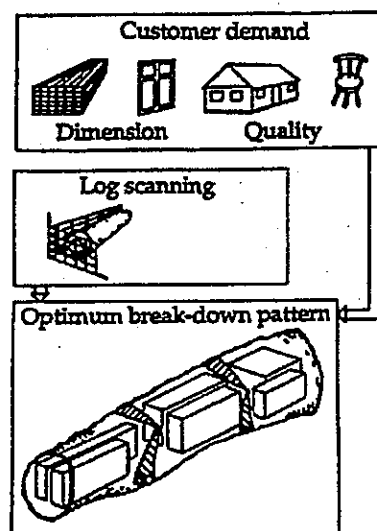 Customer demand
Dimension Quality
Log scanning
Optimum break-down pattern